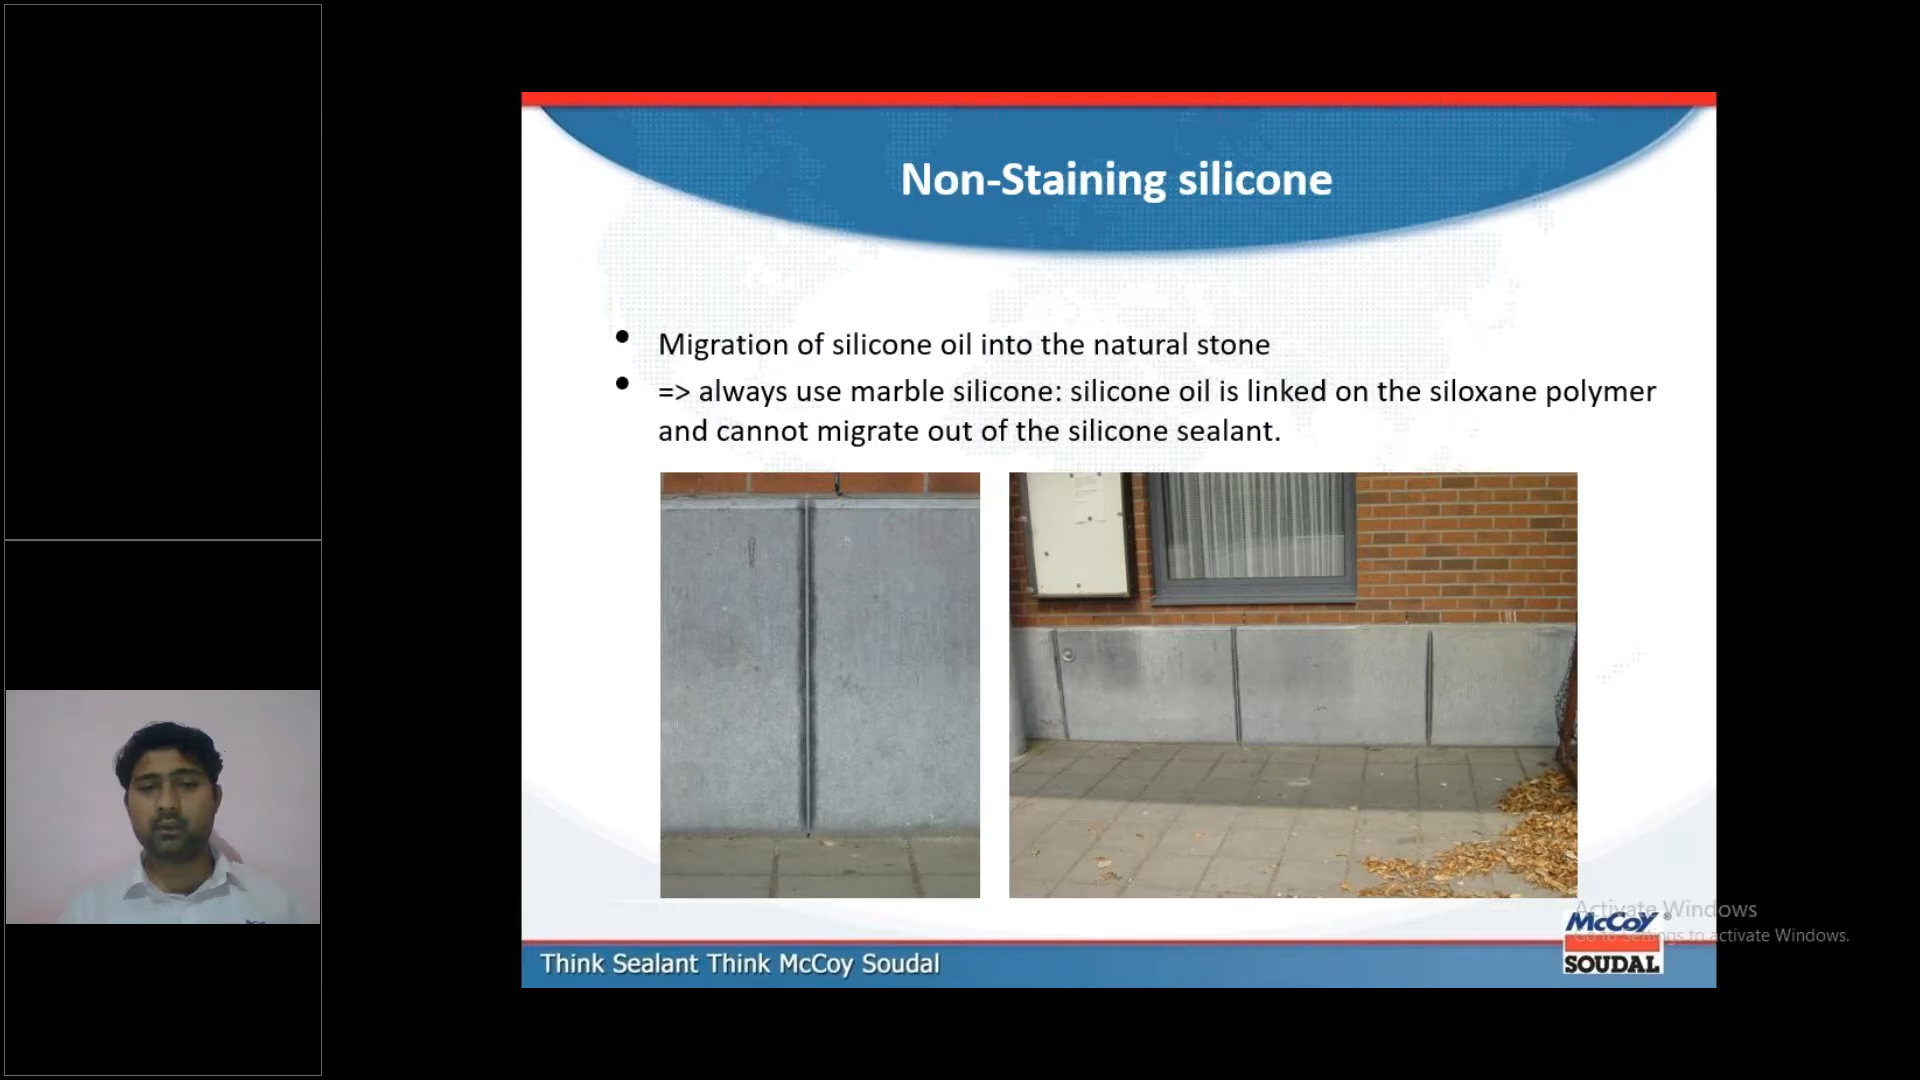 Non-Staining silicone
• Migration of silicone oil into the natural stone
• => always use marble silicone: silicone oil is linked on the siloxane polymer
and cannot migrate out of the silicone sealant.
Activate Windows
Go to Settings to activate Windows.
McCoy ®
SOUDAL
Think Sealant Think McCoy Soudal